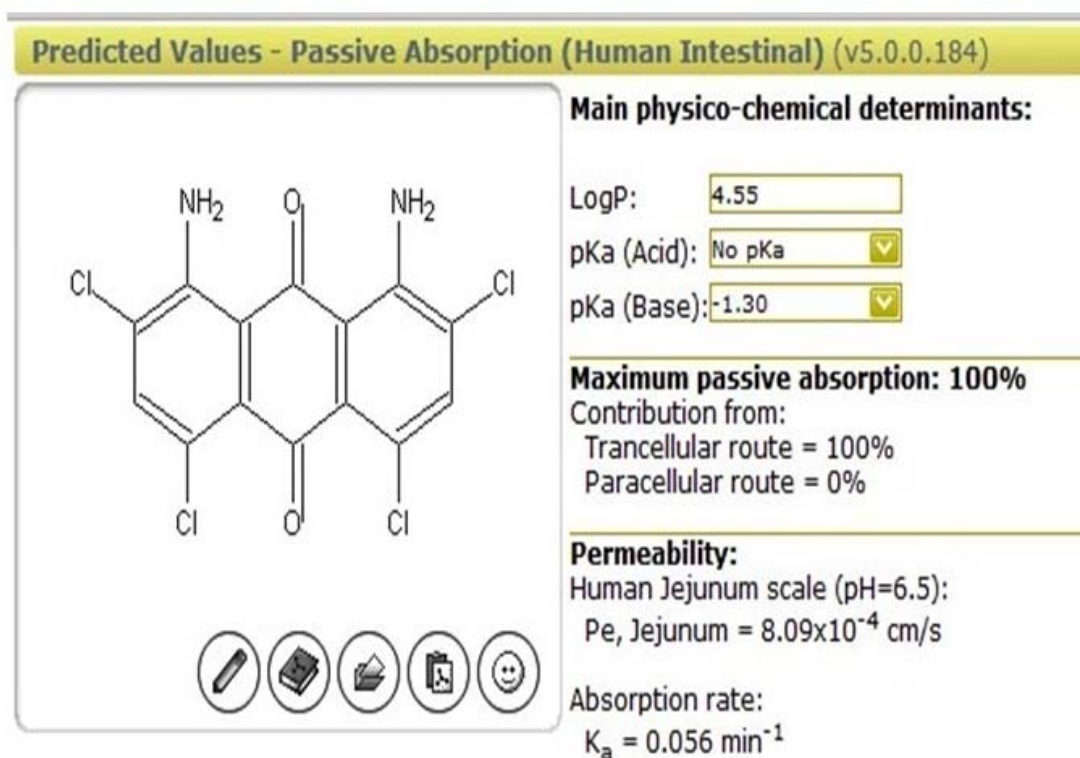 Predicted Values - Passive Absorption (Human Intestinal) (v5.0.0.184)
NH2 O NH2
Cl Cl
Cl O Cl
Main physico-chemical determinants:
LogP: 4.55
pKa (Acid): No pKa
pKa (Base): -1.30
Maximum passive absorption: 100%
Contribution from:
Trancellular route = 100%
Paracellular route = 0%
Permeability:
Human Jejunum scale (pH=6.5):
Pe, Jejunum = 8.09x10⁻⁴ cm/s
Absorption rate:
Kₐ = 0.056 min⁻¹